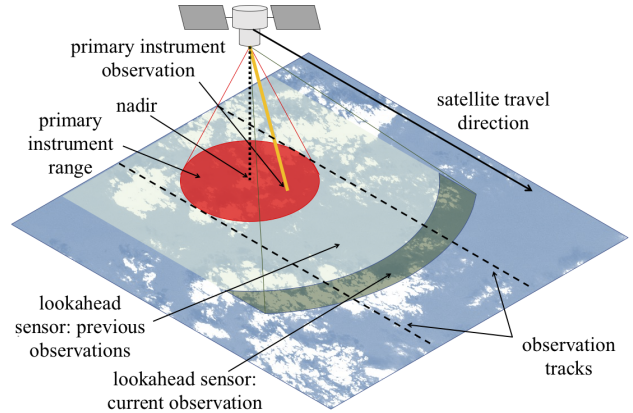 primary instrument
observation
nadir
primary
instrument
range
satellite travel
direction
lookahead
sensor: previous
observations
lookahead sensor:
current observation
observation
tracks